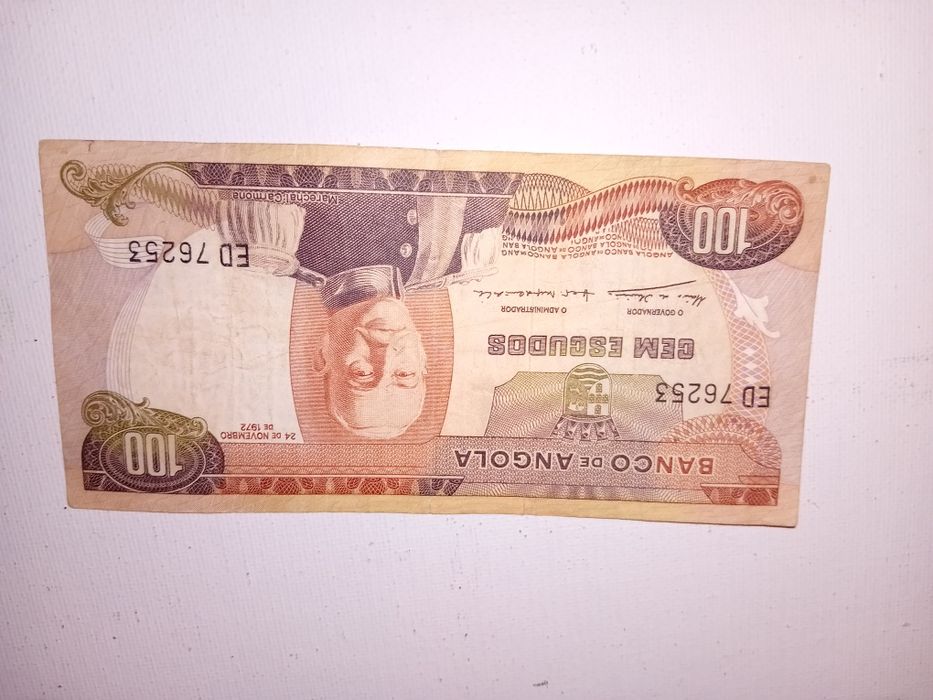 BANCO DE ANGOLA
100
ED 76253
24 DE NOVEMBRO
DE 1972
CEM ESCUDOS
O GOVERNADOR
O ADMINISTRADOR
ED 76253
100
Marechal Carmona